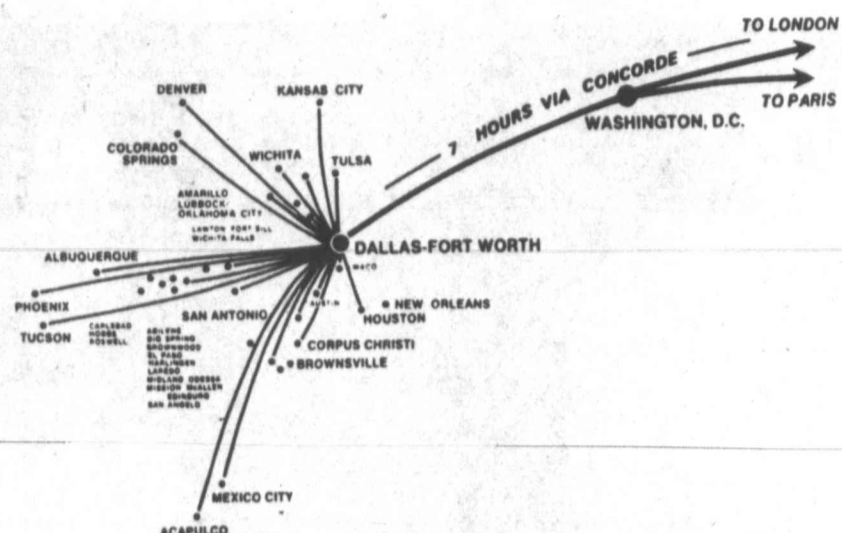 TO LONDON
7 HOURS VIA CONCORDE
TO PARIS
WASHINGTON, D.C.
DENVER
KANSAS CITY
COLORADO
SPRINGS
WICHITA
TULSA
AMARILLO
LUBBOCK
OKLAHOMA CITY
LAWTON FORT SILL
WICHITA FALLS
DALLAS-FORT WORTH
ALBUQUERQUE
WACO
PHOENIX
AUSTIN
NEW ORLEANS
HOUSTON
SAN ANTONIO
TUCSON
CARLSBAD
HOBBS
ROSWELL
ABILENE
BIG SPRING
BROWNWOOD
EL PASO
HARLINGEN
LAREDO
MIDLAND ODESSA
MISSION McALLEN
EDINBURG
SAN ANGELO
CORPUS CHRISTI
BROWNSVILLE
MEXICO CITY
ACAPULCO